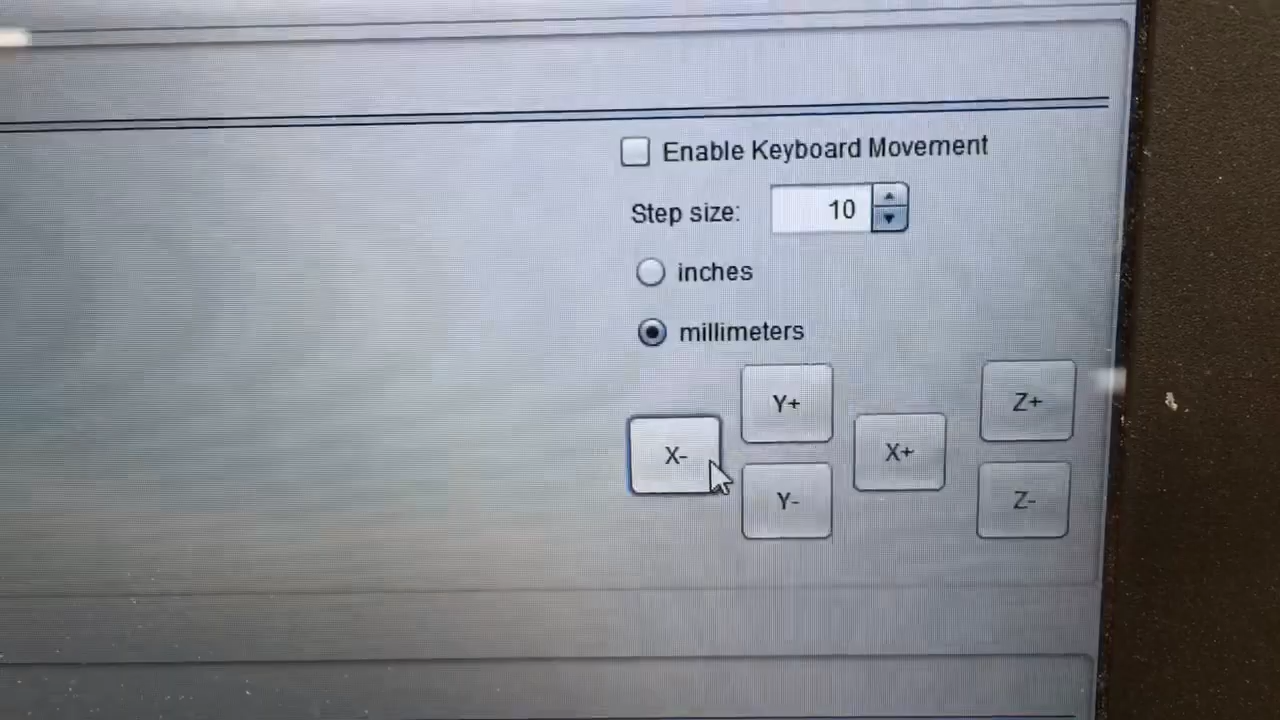 Enable Keyboard Movement
Step size: 10
inches
millimeters
Y+
Z+
X-
X+
Y-
Z-